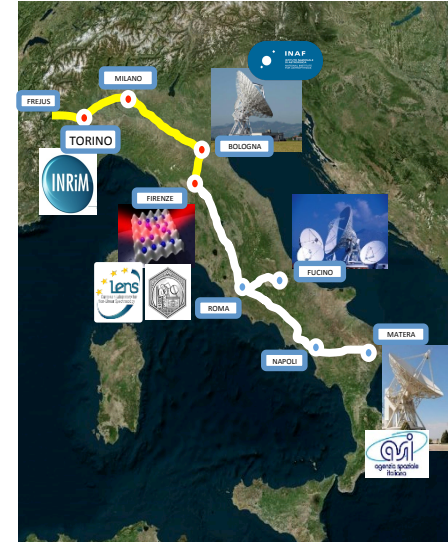 INAF
MILANO
FREJUS
TORINO
BOLOGNA
INRiM
FIRENZE
LENS
FUCINO
ROMA
MATERA
NAPOLI
asi
agenzia spaziale
italiana